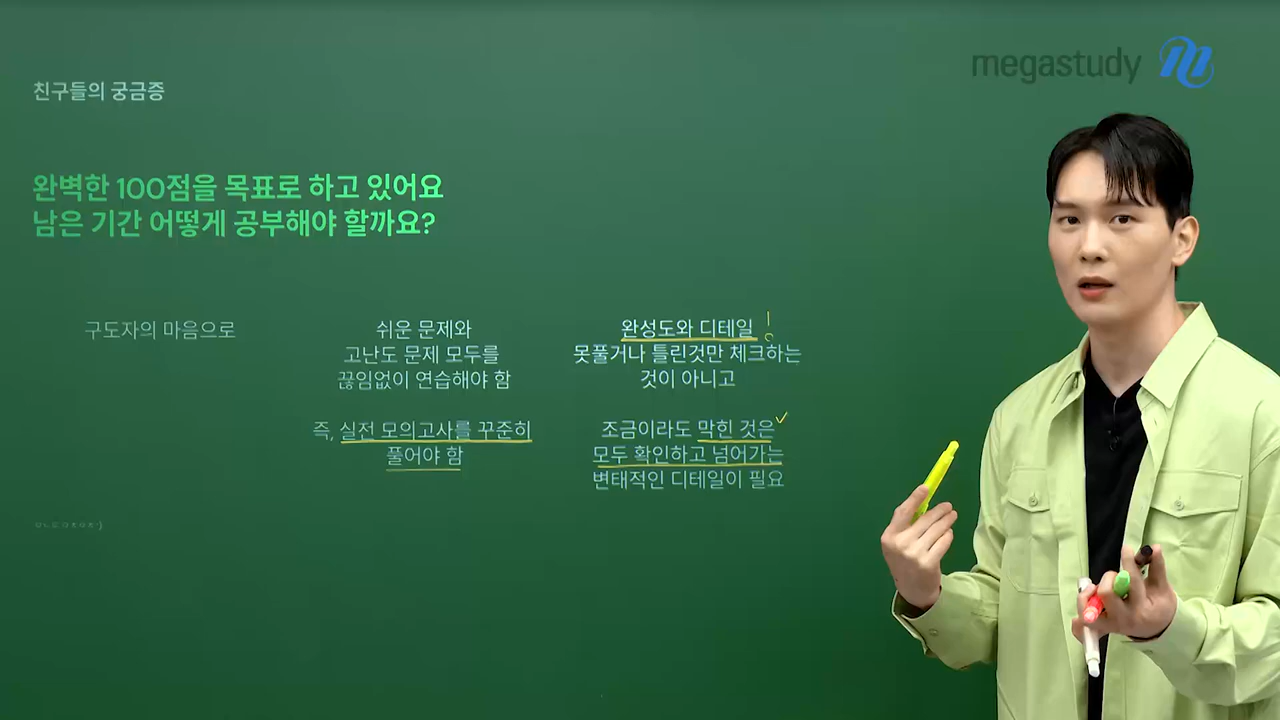 megastudy
친구들의 궁금증
완벽한 100점을 목표로 하고 있어요
남은 기간 어떻게 공부해야 할까요?
구도자의 마음으로
쉬운 문제와
고난도 문제 모두를
끊임없이 연습해야 함
즉, 실전 모의고사를 꾸준히
풀어야 함
완성도와 디테일 !
못풀거나 틀린것만 체크하는
것이 아니고
조금이라도 막힌 것은
모두 확인하고 넘어가는
변태적인 디테일이 필요